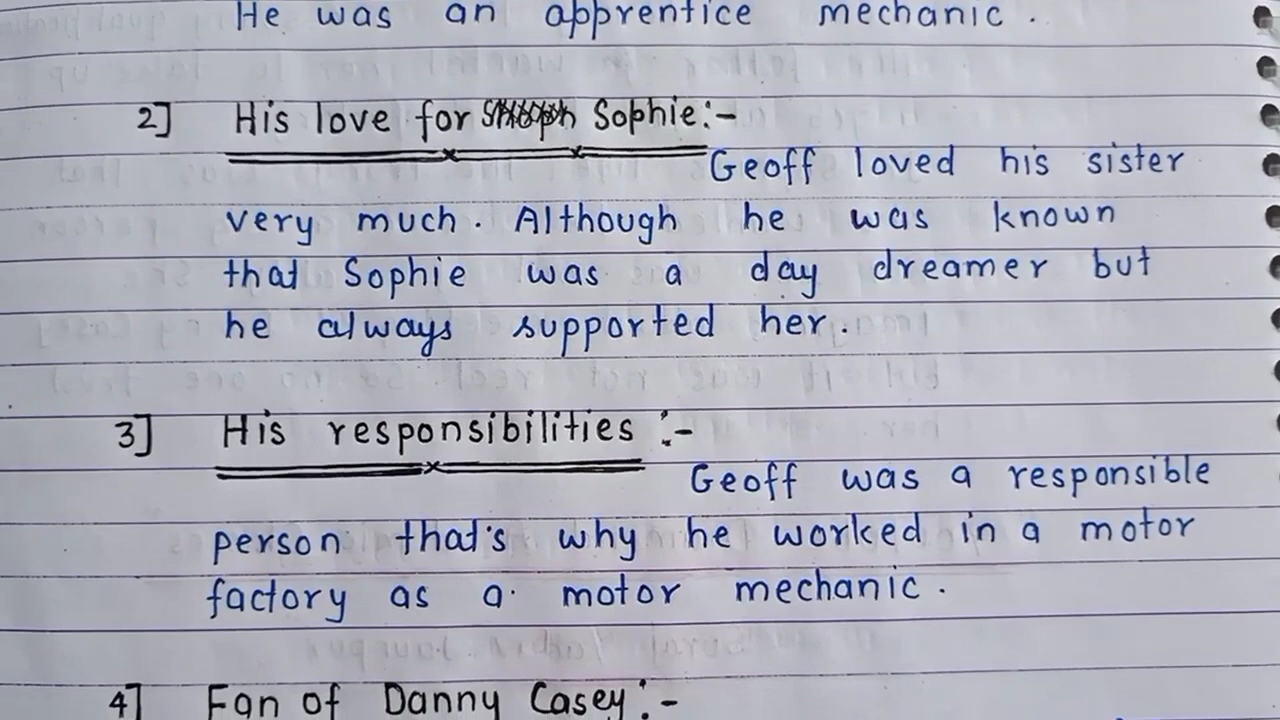 He was an apprentice mechanic.
2] His love for Sophie:-
Geoff loved his sister
very much. Although he was known
that Sophie was a day dreamer but
he always supported her.
3] His responsibilities :-
Geoff was a responsible
person that's why he worked in a motor
factory as a motor mechanic.
4] Fan of Danny Casey:-